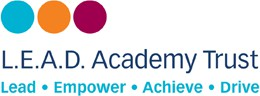 L.E.A.D. Academy Trust
Lead • Empower • Achieve • Drive